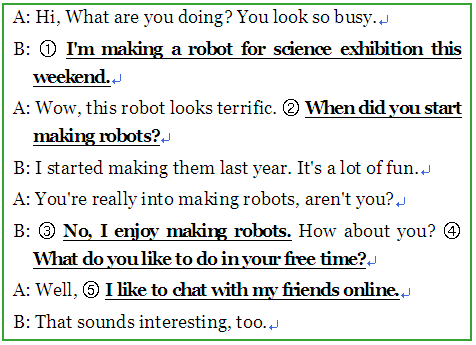 A: Hi, What are you doing? You look so busy.↵
B: ① I'm making a robot for science exhibition this
weekend.↵
A: Wow, this robot looks terrific. ② When did you start
making robots?↵
B: I started making them last year. It's a lot of fun.↵
A: You're really into making robots, aren't you?↵
B: ③ No, I enjoy making robots. How about you? ④
What do you like to do in your free time?↵
A: Well, ⑤ I like to chat with my friends online.↵
B: That sounds interesting, too.↵